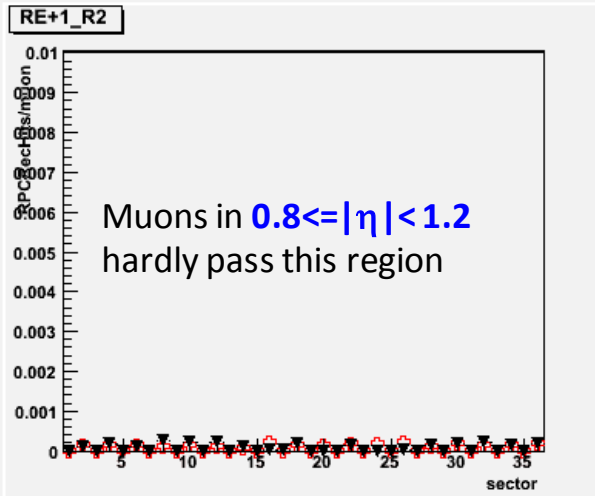 RE+1_R2
0.01
RPCRecHits/muon
0.009
0.008
0.007
0.006
0.005
0.004
0.003
0.002
0.001
0
Muons in 0.8<=|η|<1.2
hardly pass this region
5 10 15 20 25 30 35
sector